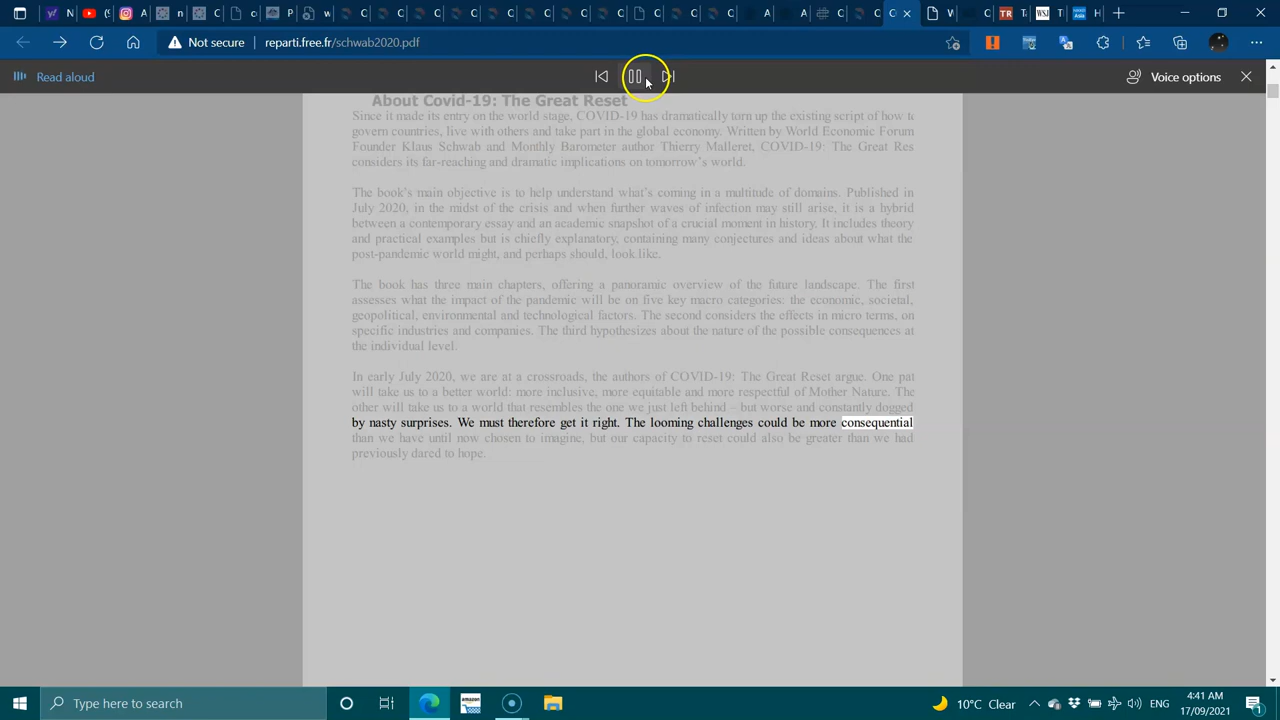 Not secure
reparti.free.fr/schwab2020.pdf
Read aloud
Voice options
About Covid-19: The Great Reset
Since it made its entry on the world stage, COVID-19 has dramatically torn up the existing script of how
govern countries, live with others and take part in the global economy. Written by World Economic Forum
Founder Klaus Schwab and Monthly Barometer author Thierry Malleret, COVID-19: The Great Res
considers its far-reaching and dramatic implications on tomorrow's world.
The book's main objective is to help understand what's coming in a multitude of domains. Published in
July 2020, in the midst of the crisis and when further waves of infection may still arise, it is a hybrid
between a contemporary essay and an academic snapshot of a crucial moment in history. It includes theory
and practical examples but is chiefly explanatory, containing many conjectures and ideas about what the
post-pandemic world might, and perhaps should, look like.
The book has three main chapters, offering a panoramic overview of the future landscape. The first
assesses what the impact of the pandemic will be on five key macro categories: the economic, societal,
geopolitical, environmental and technological factors. The second considers the effects in micro terms, on
specific industries and companies. The third hypothesizes about the nature of the possible consequences at
the individual level.
In early July 2020, we are at a crossroads, the authors of COVID-19: The Great Reset argue. One pat
will take us to a better world: more inclusive, more equitable and more respectful of Mother Nature. The
other will take us to a world that resembles the one we just left behind – but worse and constantly dogged
by nasty surprises. We must therefore get it right. The looming challenges could be more consequential
than we have until now chosen to imagine, but our capacity to reset could also be greater than we had
previously dared to hope.
Type here to search
10°C Clear
ENG
4:41 AM
17/09/2021